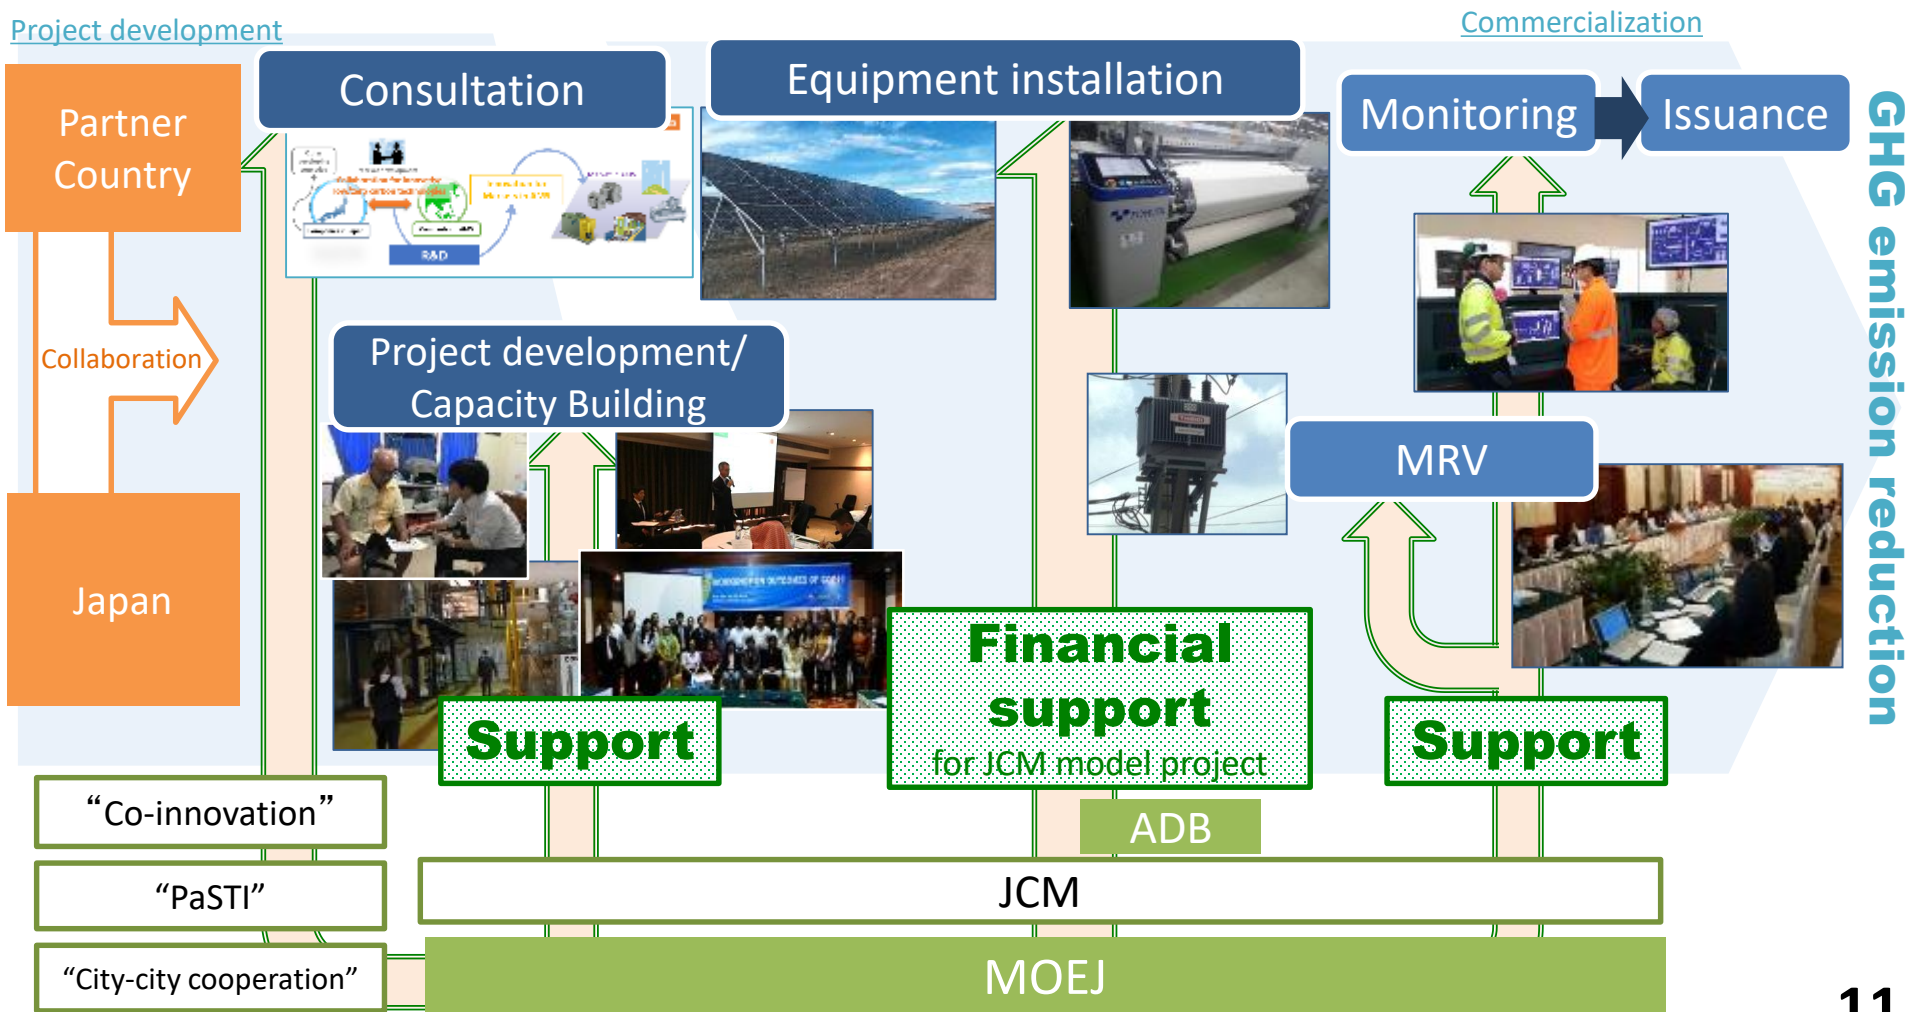 Project development
Commercialization
Partner
Country
Consultation
Equipment installation
Monitoring
Issuance
R&D
Collaboration
Project development/
Capacity Building
MRV
Japan
GHG emission reduction
Support
Financial
support
for JCM model project
Support
“Co-innovation”
ADB
“PaSTI”
JCM
“City-city cooperation”
MOEJ
11